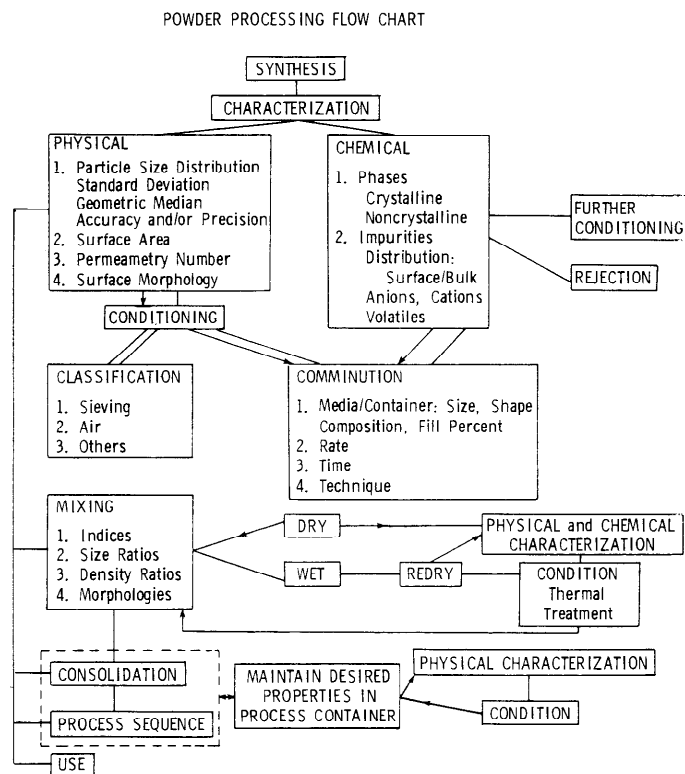 POWDER PROCESSING FLOW CHART
SYNTHESIS
CHARACTERIZATION
PHYSICAL
1. Particle Size Distribution
Standard Deviation
Geometric Median
Accuracy and/or Precision
2. Surface Area
3. Permeametry Number
4. Surface Morphology
CHEMICAL
1. Phases
Crystalline
Noncrystalline
2. Impurities
Distribution:
Surface/Bulk
Anions, Cations
Volatiles
FURTHER
CONDITIONING
REJECTION
CONDITIONING
CLASSIFICATION
1. Sieving
2. Air
3. Others
COMMINUTION
1. Media/Container: Size, Shape
Composition, Fill Percent
2. Rate
3. Time
4. Technique
MIXING
1. Indices
2. Size Ratios
3. Density Ratios
4. Morphologies
DRY
WET
REDRY
PHYSICAL and CHEMICAL
CHARACTERIZATION
CONDITION
Thermal
Treatment
CONSOLIDATION
PROCESS SEQUENCE
MAINTAIN DESIRED
PROPERTIES IN
PROCESS CONTAINER
PHYSICAL CHARACTERIZATION
CONDITION
USE